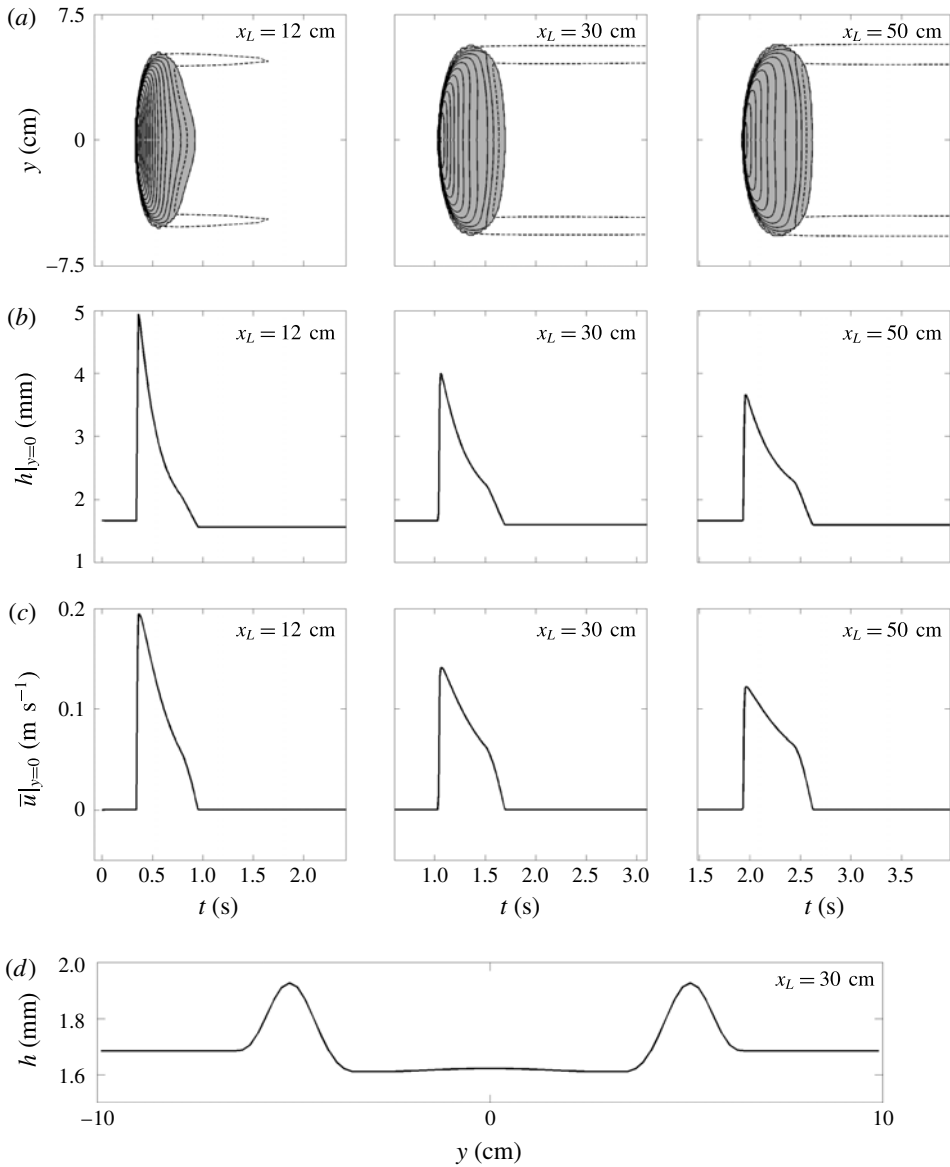 (a)
7.5
0
–7.5
y (cm)
x_L = 12 cm
x_L = 30 cm
x_L = 50 cm
(b)
5
4
3
2
1
h|_{y=0} (mm)
x_L = 12 cm
x_L = 30 cm
x_L = 50 cm
(c)
0.2
0.1
0
u̅|_{y=0} (m s⁻¹)
x_L = 12 cm
x_L = 30 cm
x_L = 50 cm
0 0.5 1.0 1.5 2.0
1.0 1.5 2.0 2.5 3.0
1.5 2.0 2.5 3.0 3.5
t (s)
t (s)
t (s)
(d)
2.0
1.8
1.6
h (mm)
x_L = 30 cm
–10 0 10
y (cm)